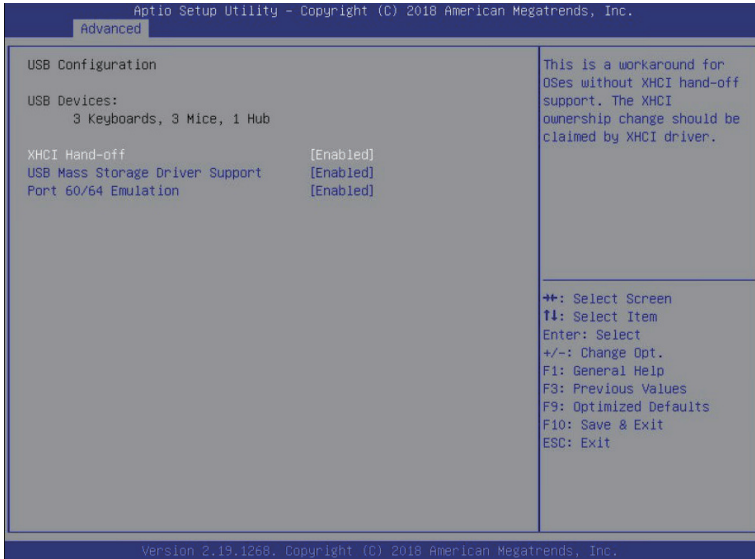 Aptio Setup Utility – Copyright (C) 2018 American Megatrends, Inc.
Advanced
USB Configuration
USB Devices:
3 Keyboards, 3 Mice, 1 Hub
XHCI Hand-off [Enabled]
USB Mass Storage Driver Support [Enabled]
Port 60/64 Emulation [Enabled]
This is a workaround for
OSes without XHCI hand-off
support. The XHCI
ownership change should be
claimed by XHCI driver.
→←: Select Screen
↑↓: Select Item
Enter: Select
+/-: Change Opt.
F1: General Help
F3: Previous Values
F9: Optimized Defaults
F10: Save & Exit
ESC: Exit
Version 2.19.1268. Copyright (C) 2018 American Megatrends, Inc.